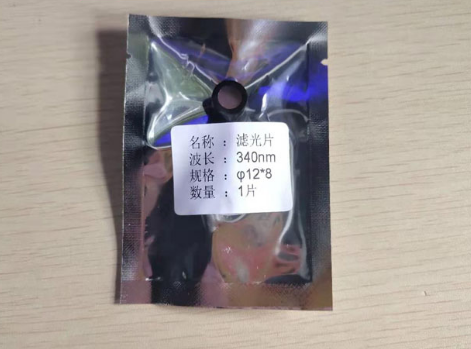 名称 : 滤光片
波长 : 340nm
规格 : φ12*8
数量 : 1片